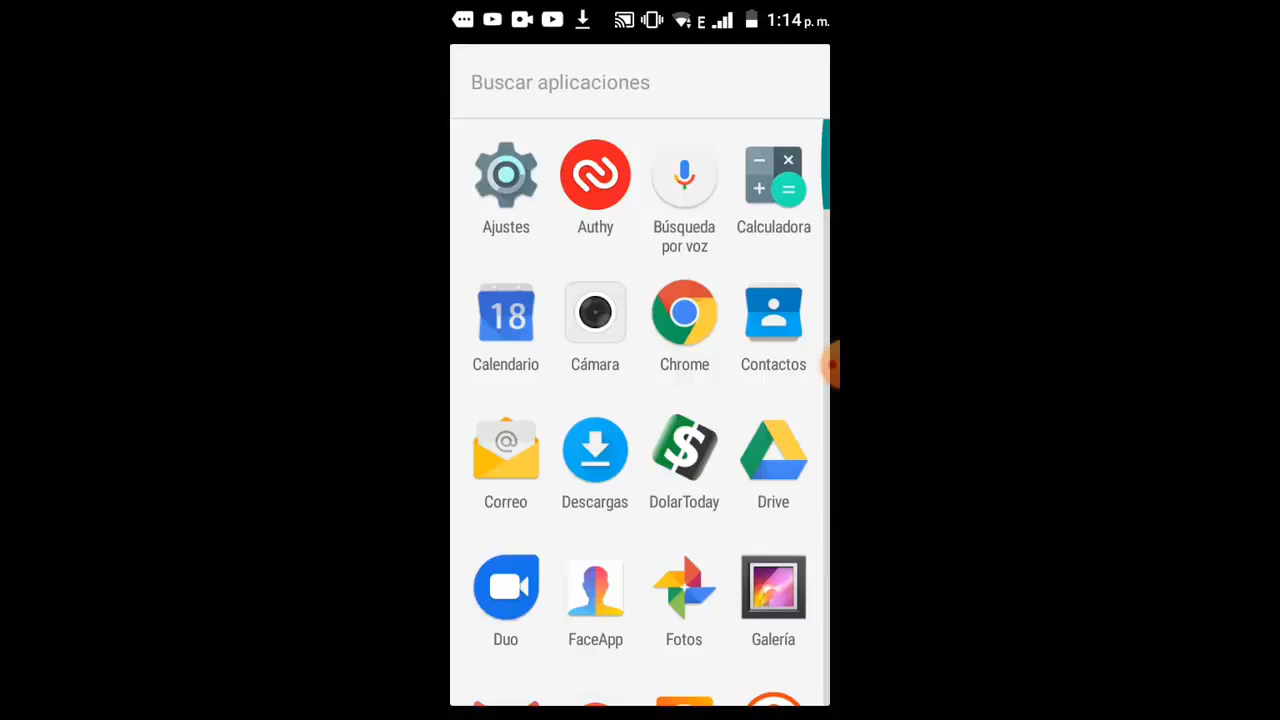 E 1:14 p. m.
Buscar aplicaciones
Ajustes
Authy
Búsqueda
por voz
Calculadora
18
Calendario
Cámara
Chrome
Contactos
@
Correo
Descargas
$
DolarToday
Drive
Duo
FaceApp
Fotos
Galería